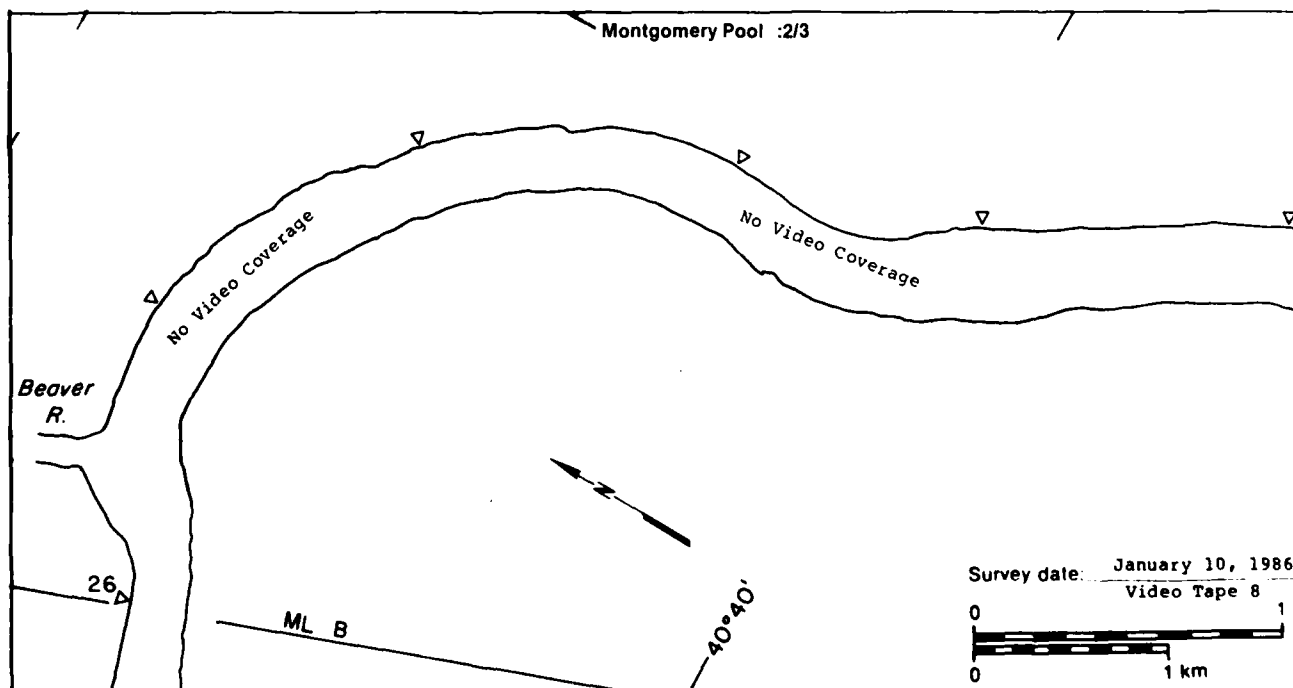 Montgomery Pool :2/3
No Video Coverage
No Video Coverage
Beaver
R.
N
26
ML B
40°40'
Survey date: January 10, 1986
Video Tape 8
0 1
0 1 km